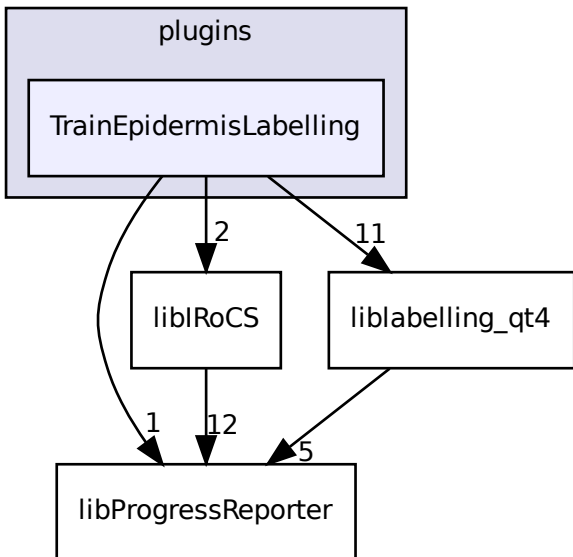 plugins
TrainEpidermisLabelling
2
11
libIRoCS
liblabelling_qt4
1
12
5
libProgressReporter